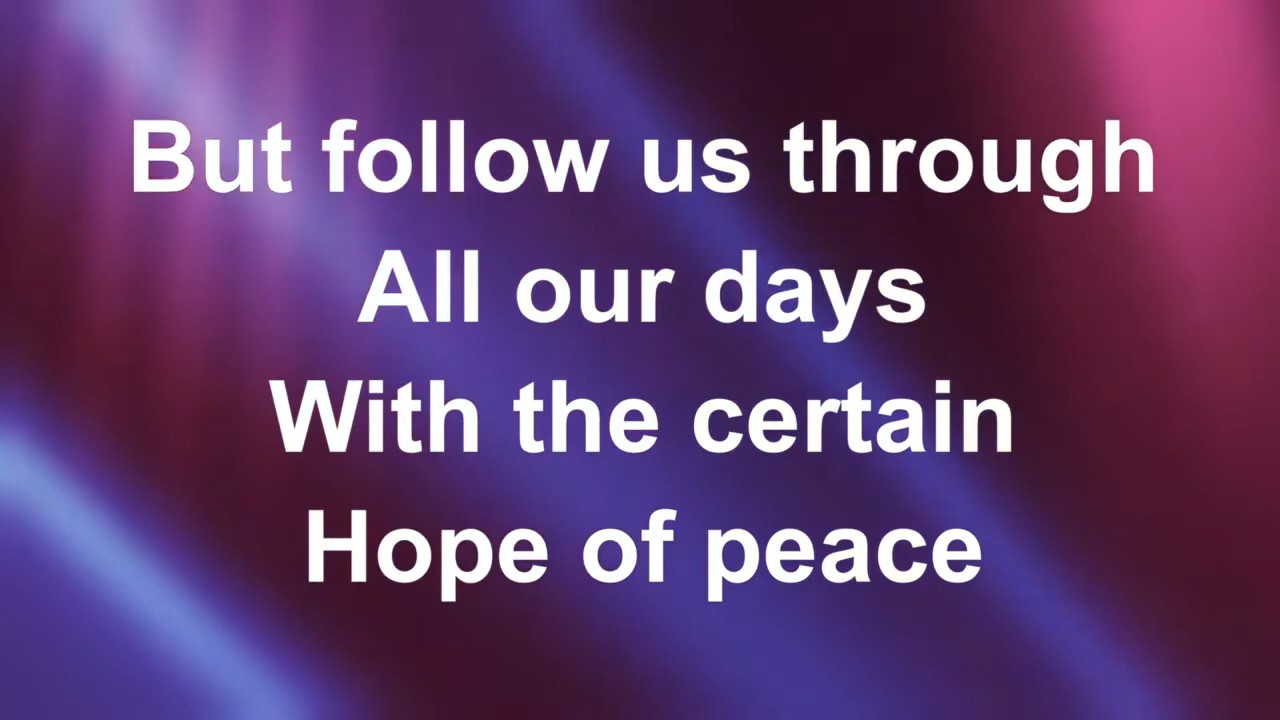 But follow us through
All our days
With the certain
Hope of peace